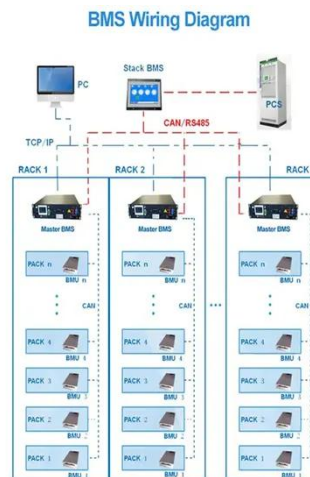 BMS Wiring Diagram
Stack BMS
PC
PCS
CAN/RS485
TCP/IP
RACK 1
RACK 2
RACK
Master BMS
Master BMS
Master BMS
PACK n
BMU n
PACK n
BMU n
PACK n
BMU n
CAN
CAN
CAN
PACK 4
BMU 4
PACK 4
BMU 4
PACK 4
BMU 4
PACK 3
BMU 3
PACK 3
BMU 3
PACK 3
BMU 3
PACK 2
BMU 2
PACK 2
BMU 2
PACK 2
BMU 2
PACK 1
BMU 1
PACK 1
BMU 1
PACK 1
BMU 1